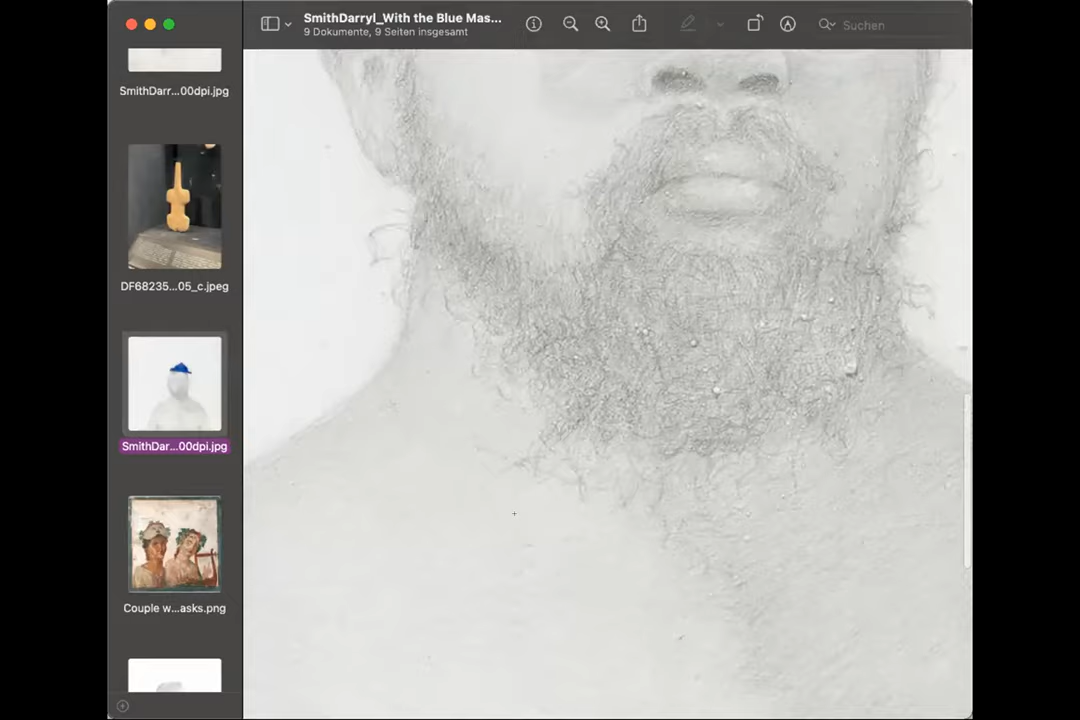 SmithDarryl_With the Blue Mas...
9 Dokumente, 9 Seiten insgesamt
Suchen
SmithDarr...00dpi.jpg
DF68235...05_c.jpeg
SmithDar...00dpi.jpg
Couple w...asks.png